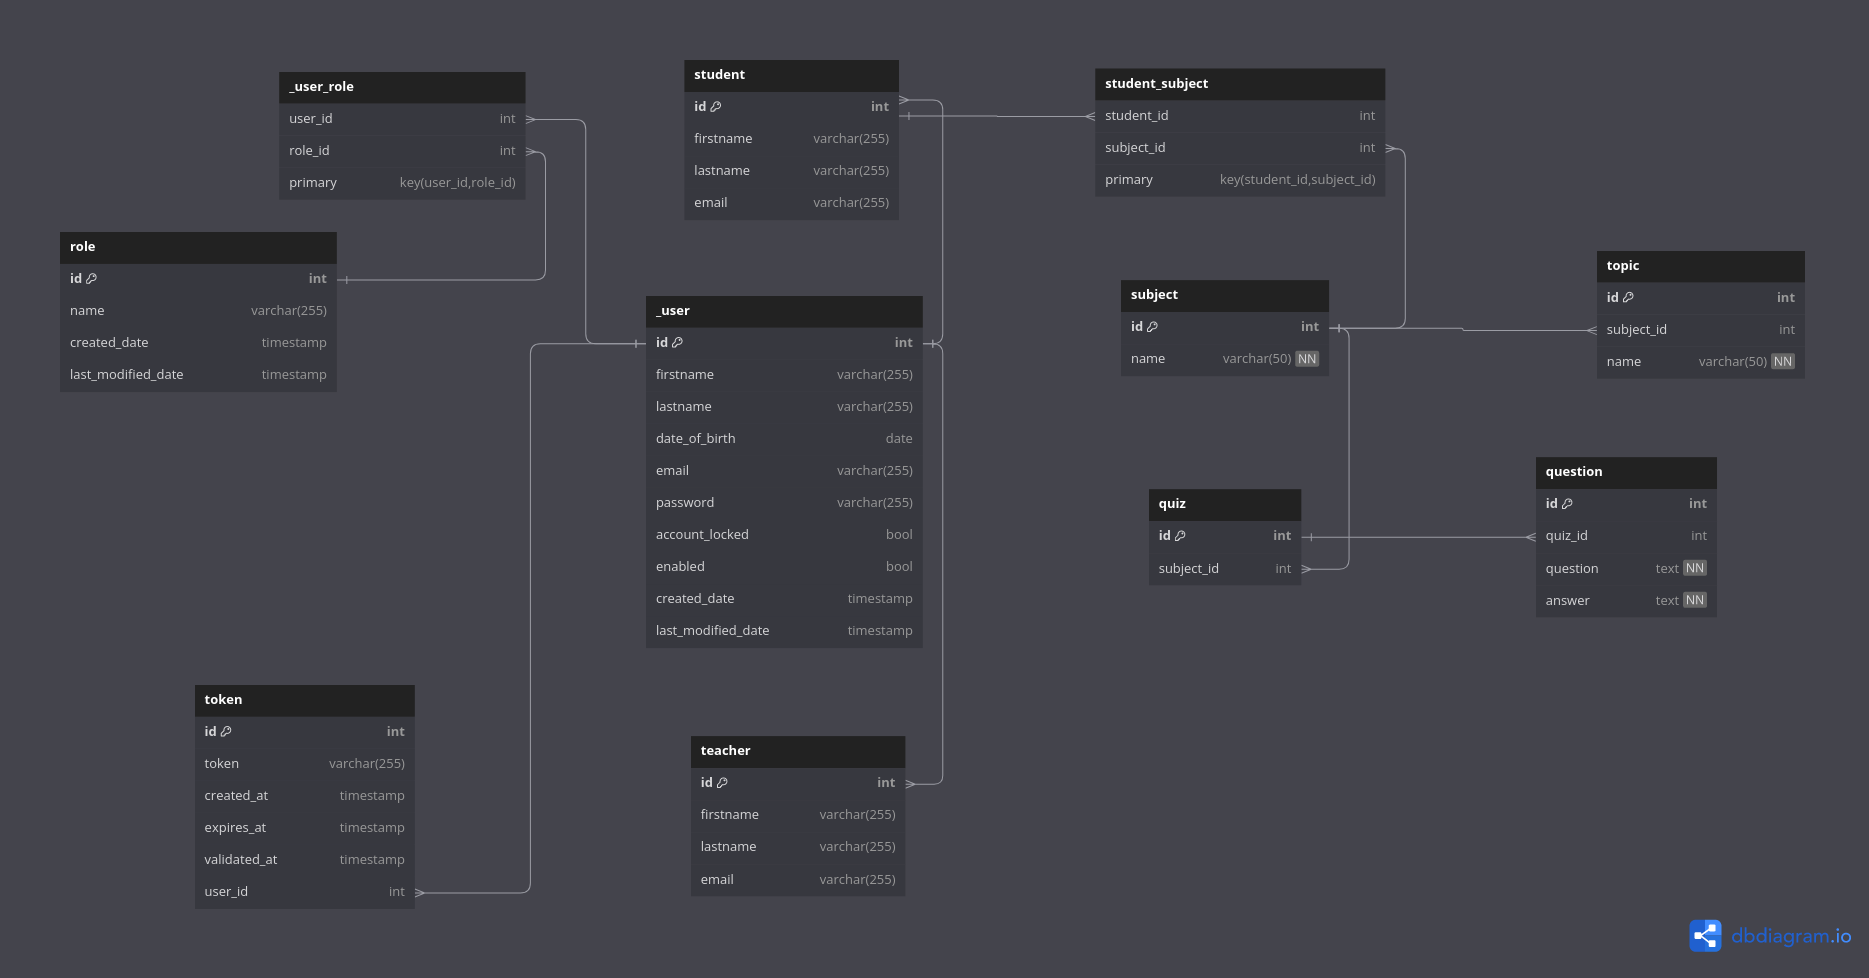 _user_role
user_id int
role_id int
primary key(user_id,role_id)
student
id int
firstname varchar(255)
lastname varchar(255)
email varchar(255)
student_subject
student_id int
subject_id int
primary key(student_id,subject_id)
role
id int
name varchar(255)
created_date timestamp
last_modified_date timestamp
_user
id int
firstname varchar(255)
lastname varchar(255)
date_of_birth date
email varchar(255)
password varchar(255)
account_locked bool
enabled bool
created_date timestamp
last_modified_date timestamp
subject
id int
name varchar(50) NN
topic
id int
subject_id int
name varchar(50) NN
quiz
id int
subject_id int
question
id int
quiz_id int
question text NN
answer text NN
token
id int
token varchar(255)
created_at timestamp
expires_at timestamp
validated_at timestamp
user_id int
teacher
id int
firstname varchar(255)
lastname varchar(255)
email varchar(255)
dbdiagram.io